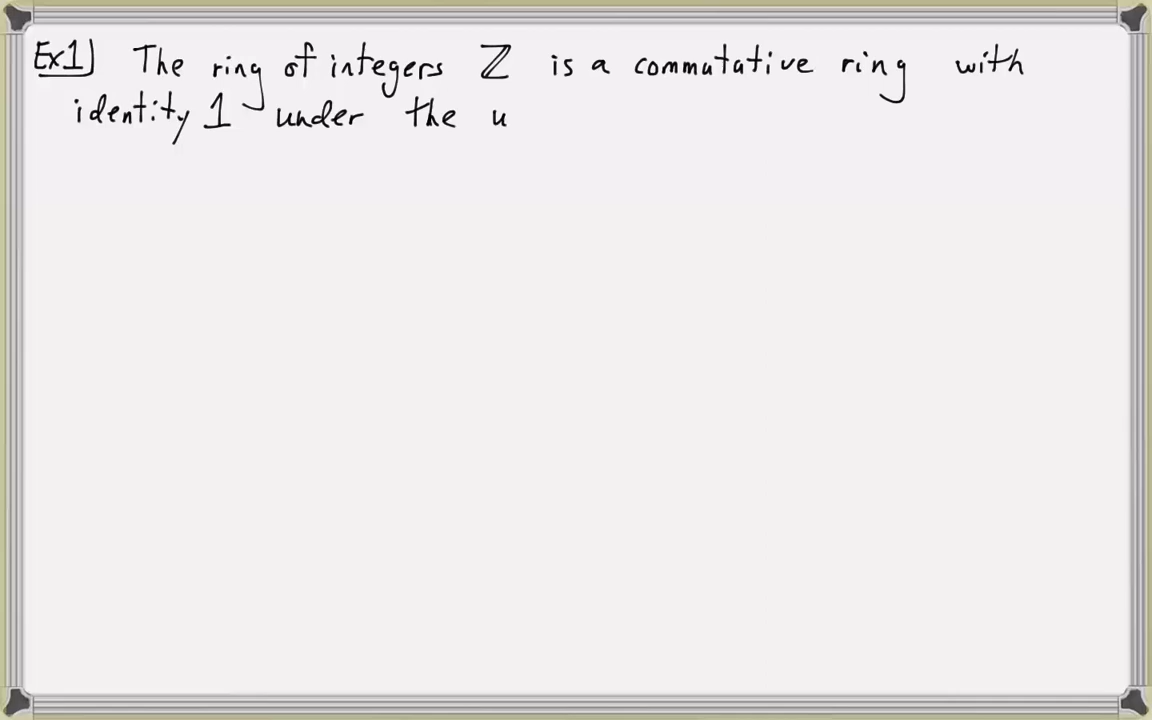 Ex1] The ring of integers ℤ is a commutative ring with
identity 1 under the u